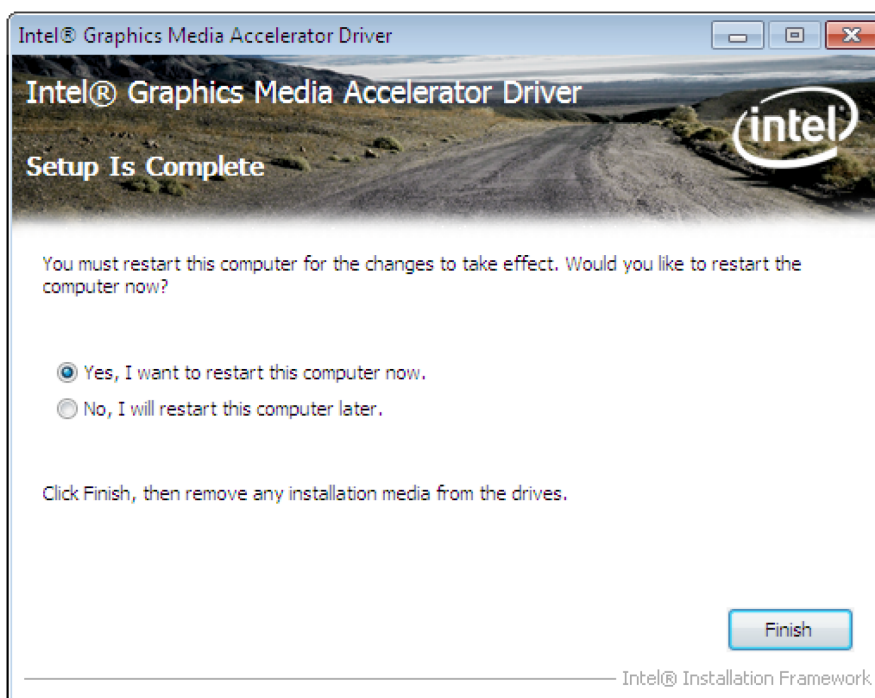 Intel® Graphics Media Accelerator Driver
Intel® Graphics Media Accelerator Driver
intel
Setup Is Complete
You must restart this computer for the changes to take effect. Would you like to restart the
computer now?
Yes, I want to restart this computer now.
No, I will restart this computer later.
Click Finish, then remove any installation media from the drives.
Finish
Intel® Installation Framework